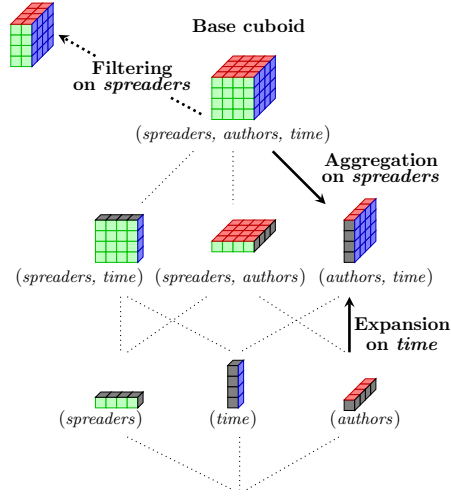 Base cuboid
Filtering
on spreaders
(spreaders, authors, time)
Aggregation
on spreaders
(spreaders, time) (spreaders, authors) (authors, time)
Expansion
on time
(spreaders) (time) (authors)